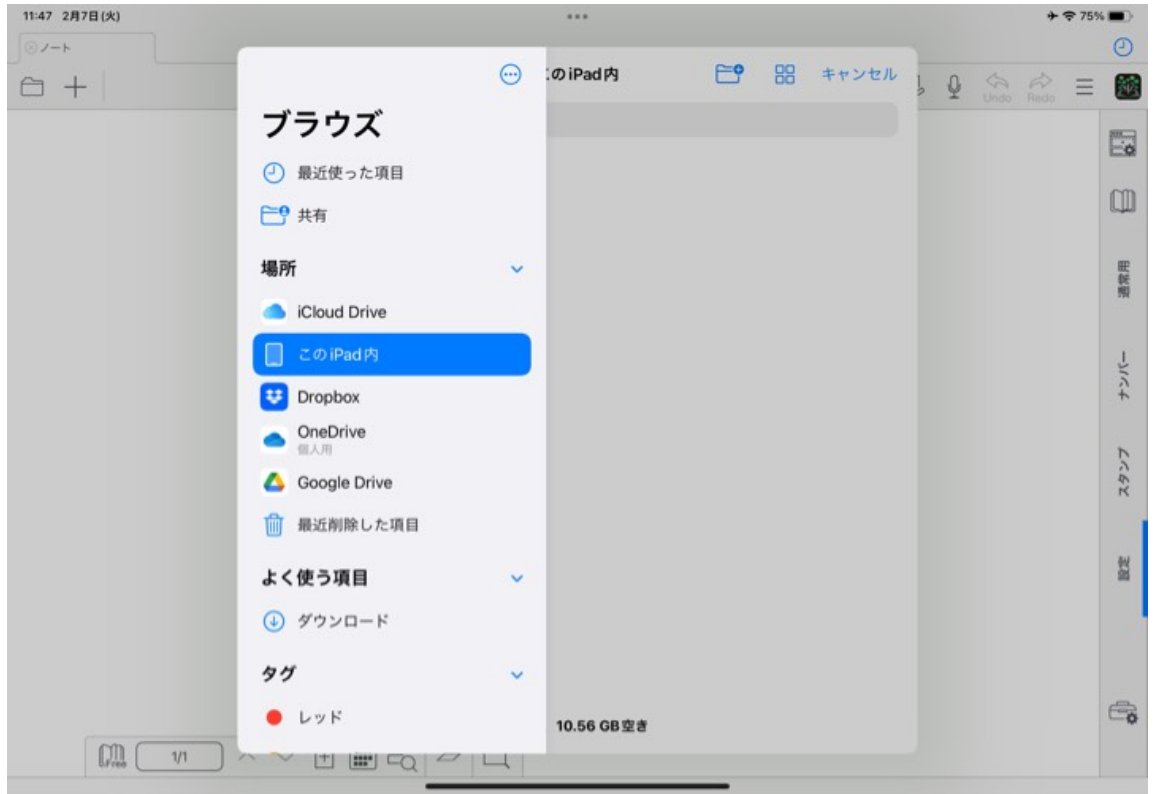 11:47 2月7日(火)
75%
ノート
このiPad内
キャンセル
Undo
Redo
ブラウズ
最近使った項目
共有
場所
iCloud Drive
このiPad内
Dropbox
OneDrive
個人用
Google Drive
最近削除した項目
よく使う項目
ダウンロード
タグ
レッド
10.56 GB空き
通常用
ナンバー
スタンプ
設定
Free
1/1